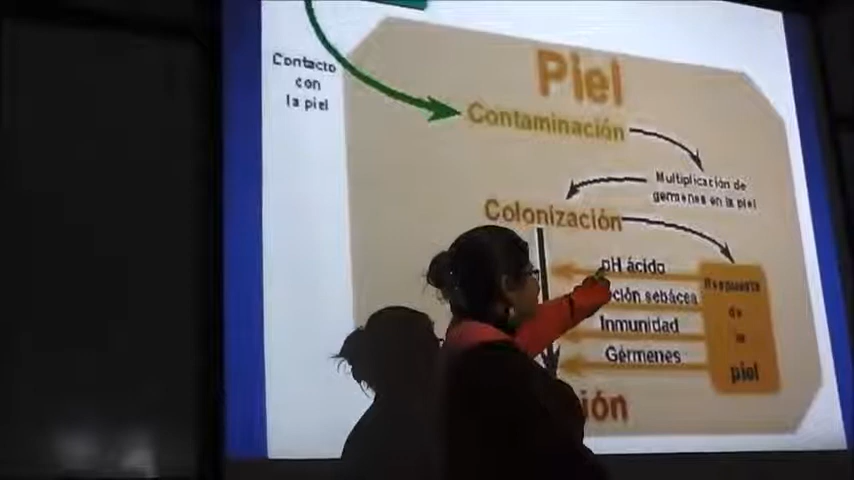 Contacto
con
la piel
Piel
Contaminación
Multiplicación de
gérmenes en la piel
Colonización
pH ácido
ción sebácea
Inmunidad
Gérmenes
Respuesta
de
la
piel
ión